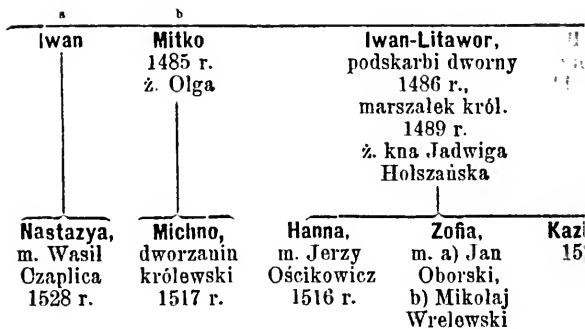 a
b
Iwan
Mitko
1485 r.
ż. Olga
Iwan-Litawor,
podskarbi dworny
1486 r.,
marszałek król.
1489 r.
ż. kna Jadwiga
Holszańska
Nastazya,
m. Wasil
Czaplica
1528 r.
Michno,
dworzanin
królewski
1517 r.
Hanna,
m. Jerzy
Ościkowicz
1516 r.
Zofia,
m. a) Jan
Oborski,
b) Mikołaj
Wrelewski